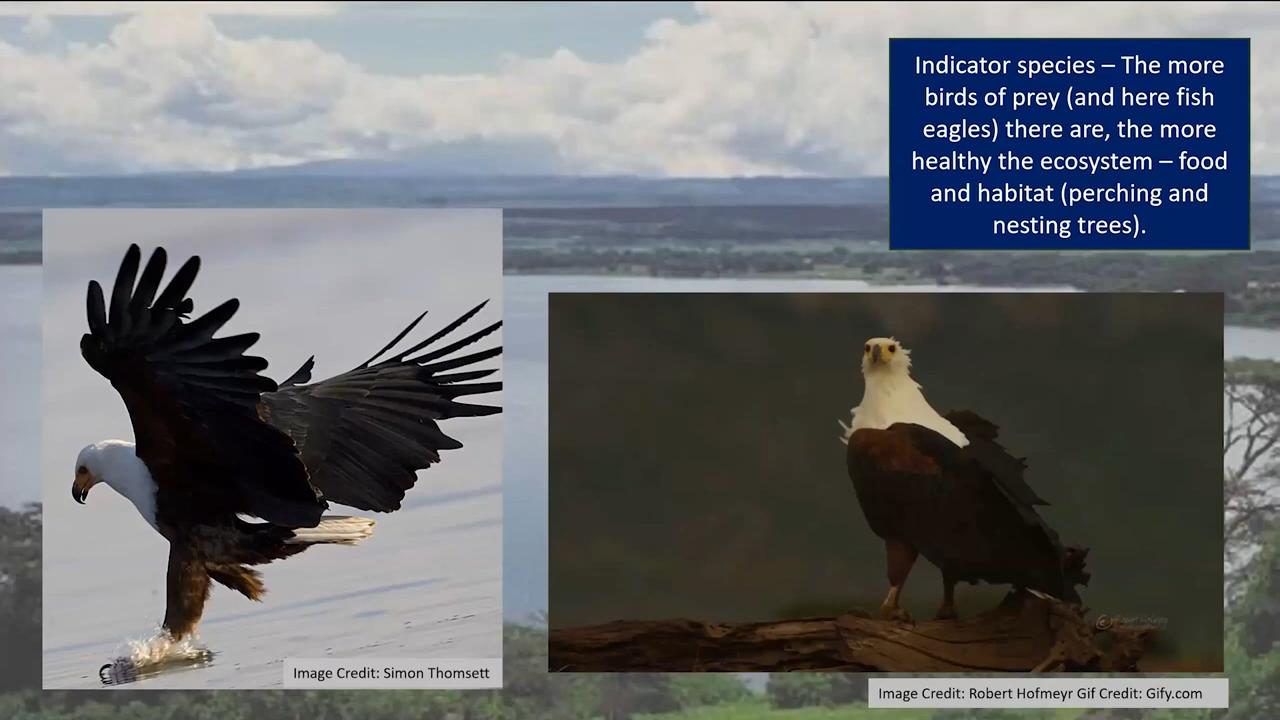 Indicator species – The more
birds of prey (and here fish
eagles) there are, the more
healthy the ecosystem – food
and habitat (perching and
nesting trees).
Image Credit: Simon Thomsett
Image Credit: Robert Hofmeyr Gif Credit: Gify.com